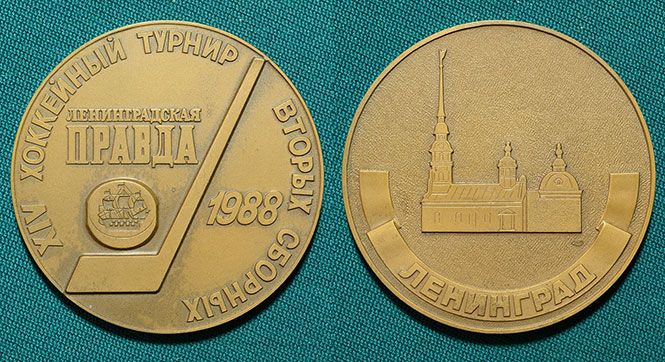 XIV ХОККЕЙНЫЙ ТУРНИР ВТОРЫХ СБОРНЫХ
ЛЕНИНГРАДСКАЯ
ПРАВДА
1988
ЛЕНИНГРАД